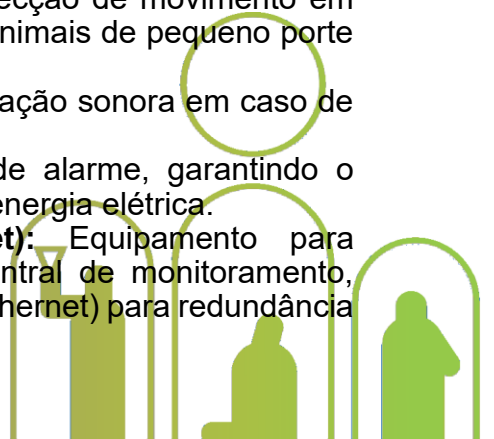 ecção de movimento em
nimais de pequeno porte
ação sonora em caso de
de alarme, garantindo o
energia elétrica.
et): Equipamento para
ntral de monitoramento,
hernet) para redundância